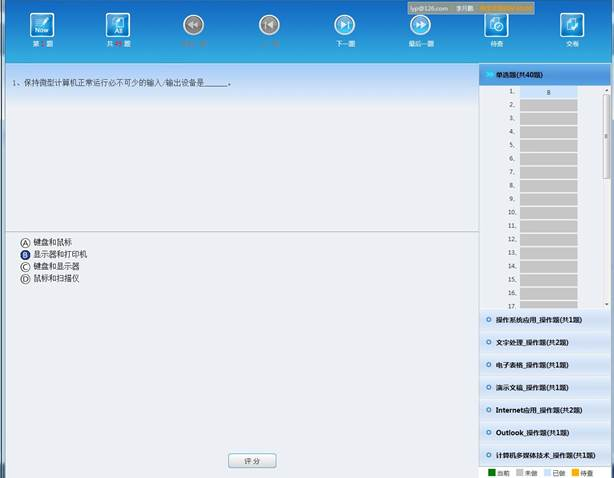 lyp@126.com 李月鹏
Now
All
第 1 题
共 49 题
下一题
最后一题
待查
交卷
1、保持微型计算机正常运行必不可少的输入/输出设备是______。
A 键盘和鼠标
B 显示器和打印机
C 键盘和显示器
D 鼠标和扫描仪
评 分
单选题(共40题)
1、 B
2、
3、
4、
5、
6、
7、
8、
9、
10、
11、
12、
13、
14、
15、
16、
17、
操作系统应用_操作题(共1题)
文字处理_操作题(共2题)
电子表格_操作题(共1题)
演示文稿_操作题(共1题)
Internet应用_操作题(共2题)
Outlook_操作题(共1题)
计算机多媒体技术_操作题(共1题)
当前 未做 已做 待查